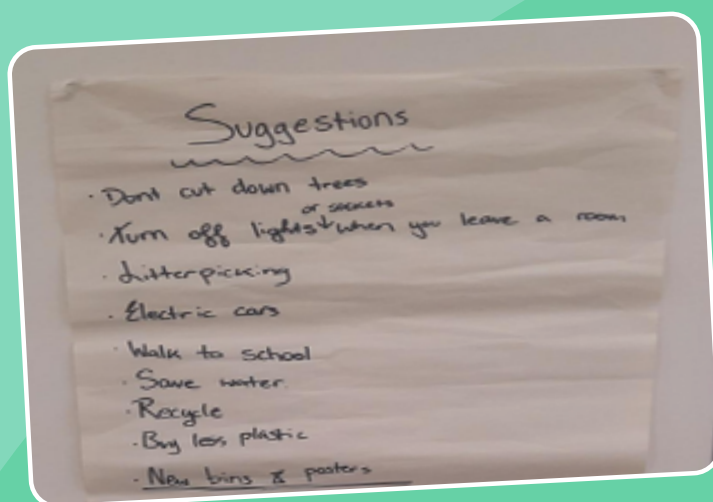 Suggestions
· Dont cut down trees
or sockets
· Turn off lights when you leave a room
· Litterpicking
· Electric cars
· Walk to school
· Save water
· Recycle
· Buy less plastic
· New bins & posters